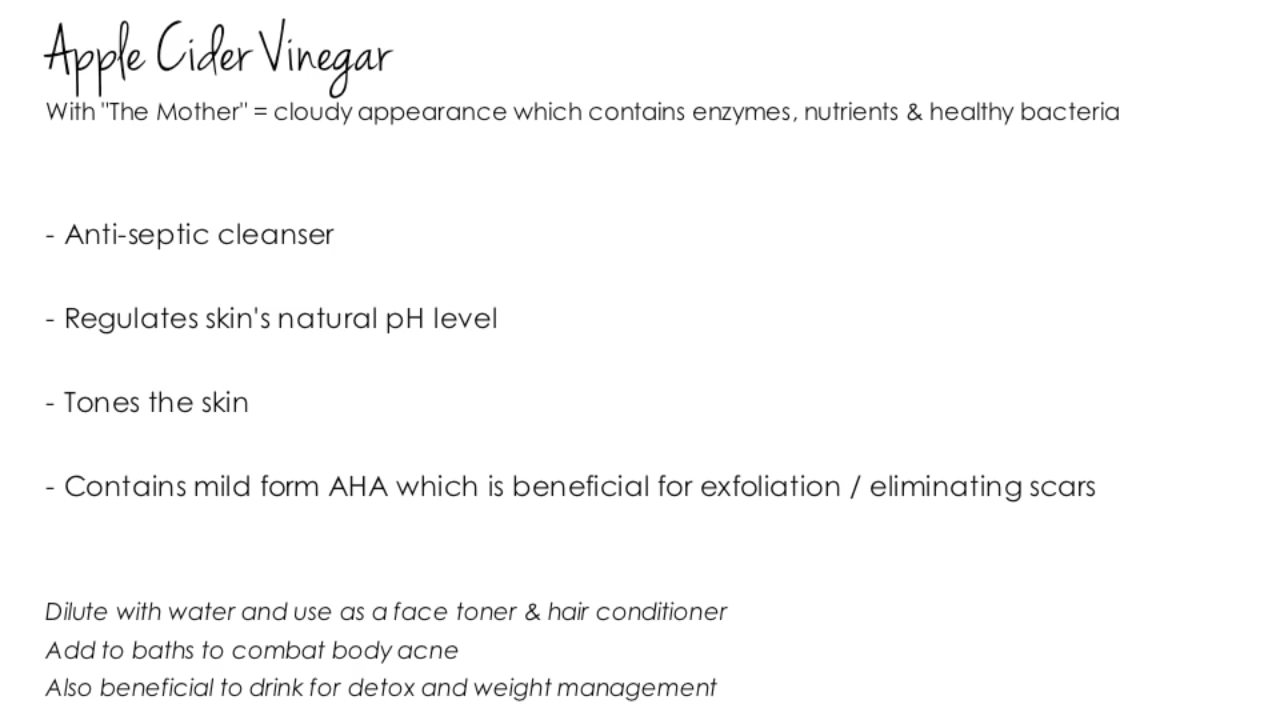 Apple Cider Vinegar
With "The Mother" = cloudy appearance which contains enzymes, nutrients & healthy bacteria
- Anti-septic cleanser
- Regulates skin's natural pH level
- Tones the skin
- Contains mild form AHA which is beneficial for exfoliation / eliminating scars
Dilute with water and use as a face toner & hair conditioner
Add to baths to combat body acne
Also beneficial to drink for detox and weight management